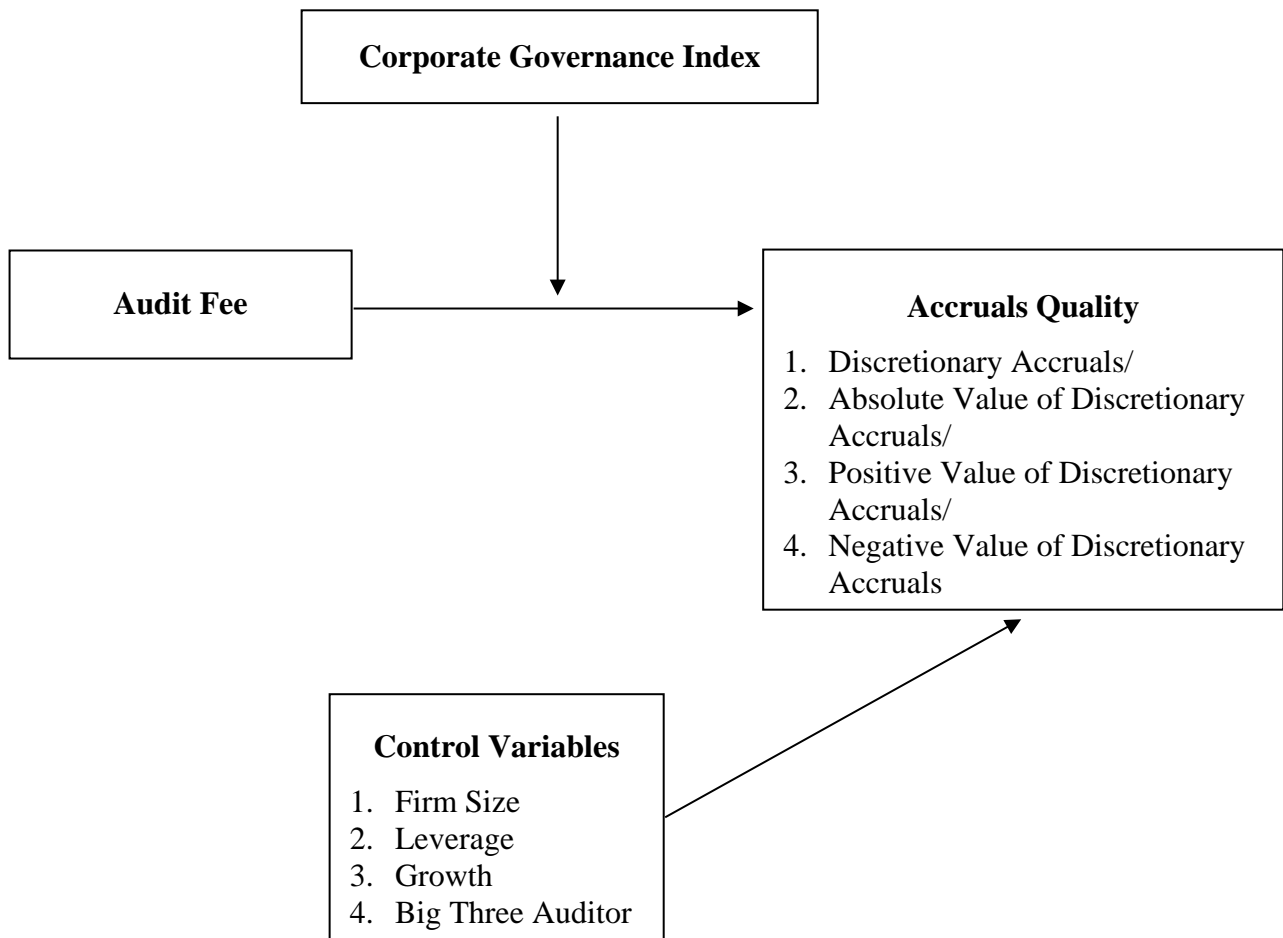 Corporate Governance Index
Audit Fee
Accruals Quality
1. Discretionary Accruals/
2. Absolute Value of Discretionary
Accruals/
3. Positive Value of Discretionary
Accruals/
4. Negative Value of Discretionary
Accruals
Control Variables
1. Firm Size
2. Leverage
3. Growth
4. Big Three Auditor